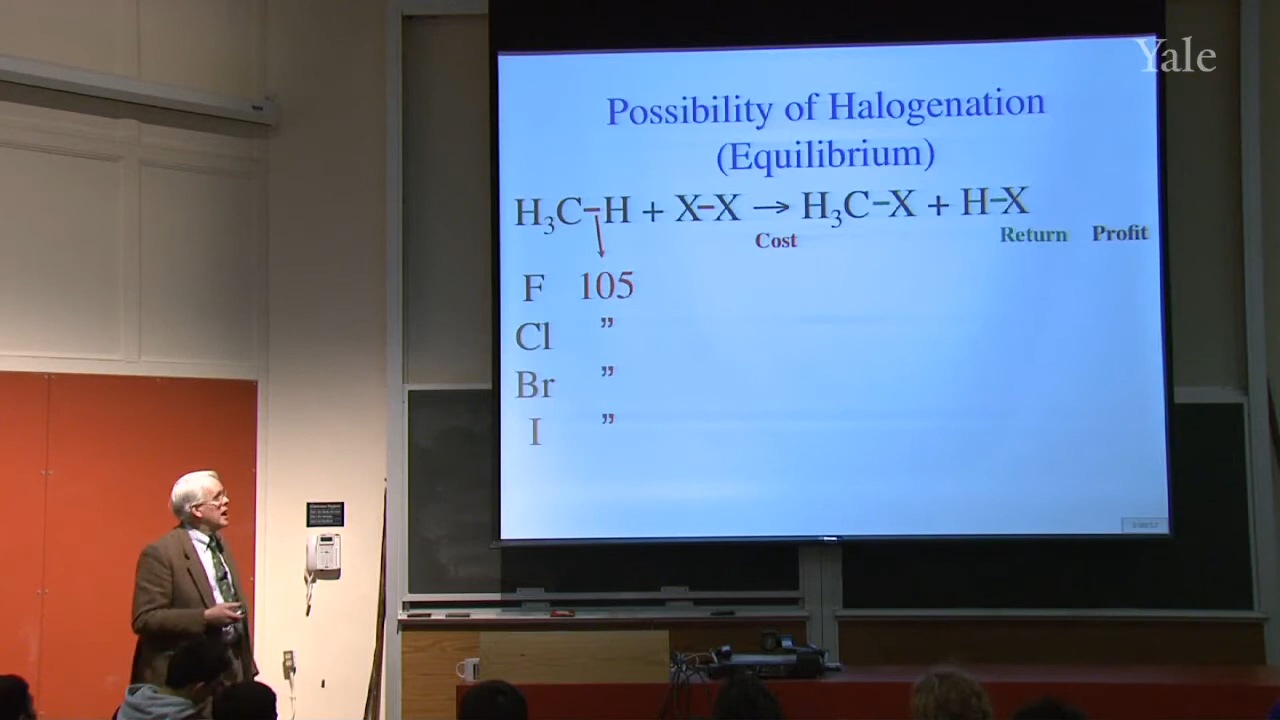 Yale
Possibility of Halogenation
(Equilibrium)
H₃C–H + X–X → H₃C–X + H–X
Cost Return Profit
F 105
Cl ”
Br ”
I ”